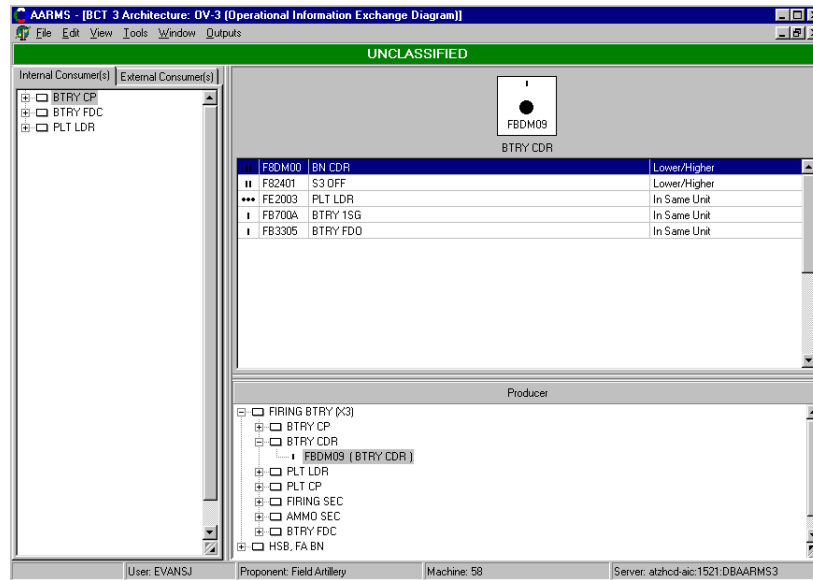 AARMS - [BCT 3 Architecture: OV-3 (Operational Information Exchange Diagram)]
File Edit View Tools Window Outputs
UNCLASSIFIED
Internal Consumer(s) External Consumer(s)
BTRY CP
BTRY FDC
PLT LDR
FBDM09
BTRY CDR
F8DM00 BN CDR Lower/Higher
F82401 S3 OFF Lower/Higher
FE2003 PLT LDR In Same Unit
FB700A BTRY 1SG In Same Unit
FB3305 BTRY FDO In Same Unit
Producer
FIRING BTRY (X3)
BTRY CP
BTRY CDR
FBDM09 ( BTRY CDR )
PLT LDR
PLT CP
FIRING SEC
AMMO SEC
BTRY FDC
HSB, FA BN
User: EVANSJ Proponent: Field Artillery Machine: 58 Server: atzhcd-aic:1521:DBAARMS3